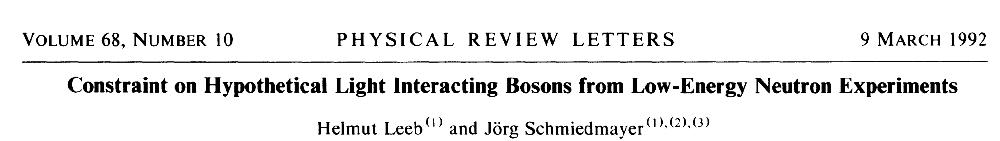 VOLUME 68, NUMBER 10 PHYSICAL REVIEW LETTERS 9 MARCH 1992
Constraint on Hypothetical Light Interacting Bosons from Low-Energy Neutron Experiments
Helmut Leeb(1) and Jörg Schmiedmayer(1),(2),(3)